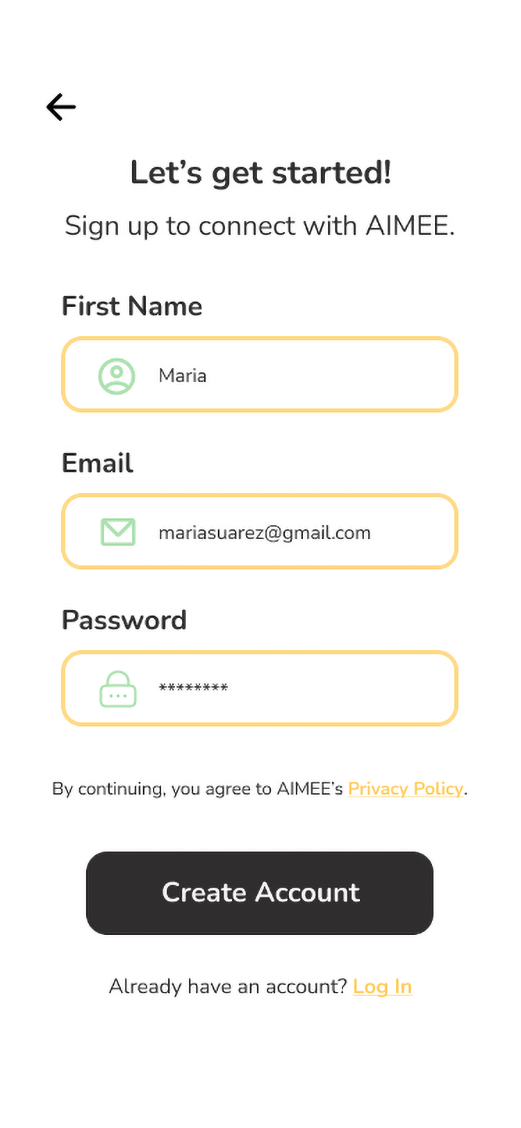 Let's get started!
Sign up to connect with AIMEE.
First Name
Maria
Email
mariasuarez@gmail.com
Password
********
By continuing, you agree to AIMEE's Privacy Policy.
Create Account
Already have an account? Log In